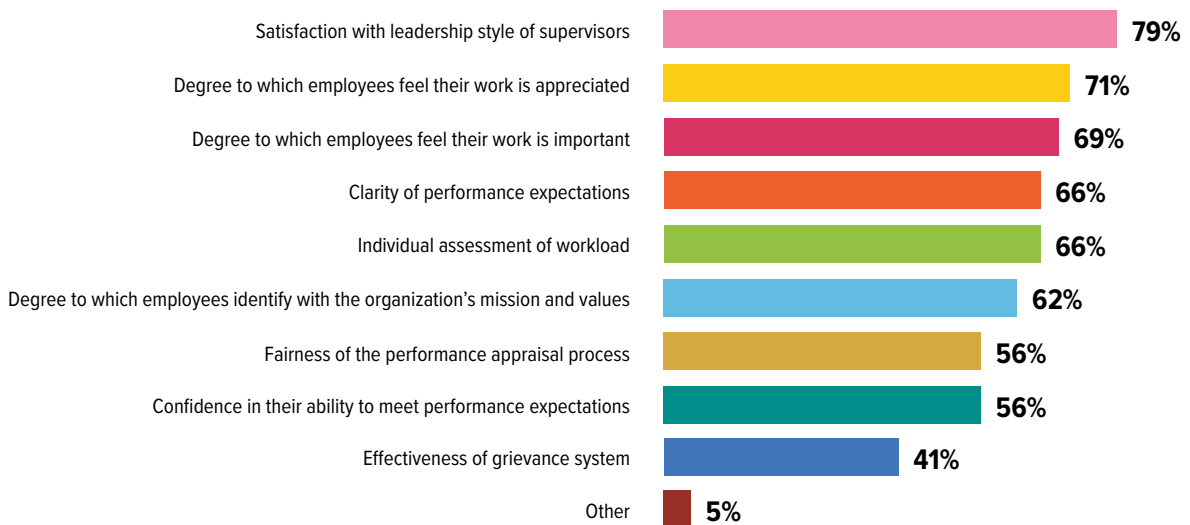 Satisfaction with leadership style of supervisors 79%
Degree to which employees feel their work is appreciated 71%
Degree to which employees feel their work is important 69%
Clarity of performance expectations 66%
Individual assessment of workload 66%
Degree to which employees identify with the organization’s mission and values 62%
Fairness of the performance appraisal process 56%
Confidence in their ability to meet performance expectations 56%
Effectiveness of grievance system 41%
Other 5%